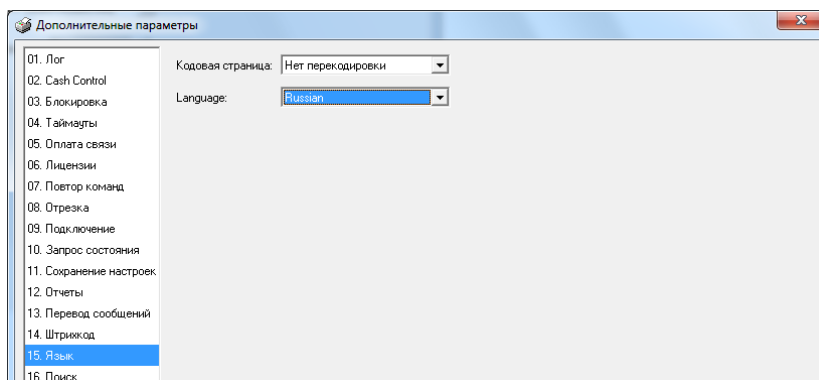 Дополнительные параметры
01. Лог
02. Cash Control
03. Блокировка
04. Таймауты
05. Оплата связи
06. Лицензии
07. Повтор команд
08. Отрезка
09. Подключение
10. Запрос состояния
11. Сохранение настроек
12. Отчеты
13. Перевод сообщений
14. Штрихкод
15. Язык
16. Поиск
Кодовая страница: Нет перекодировки
Language: Russian